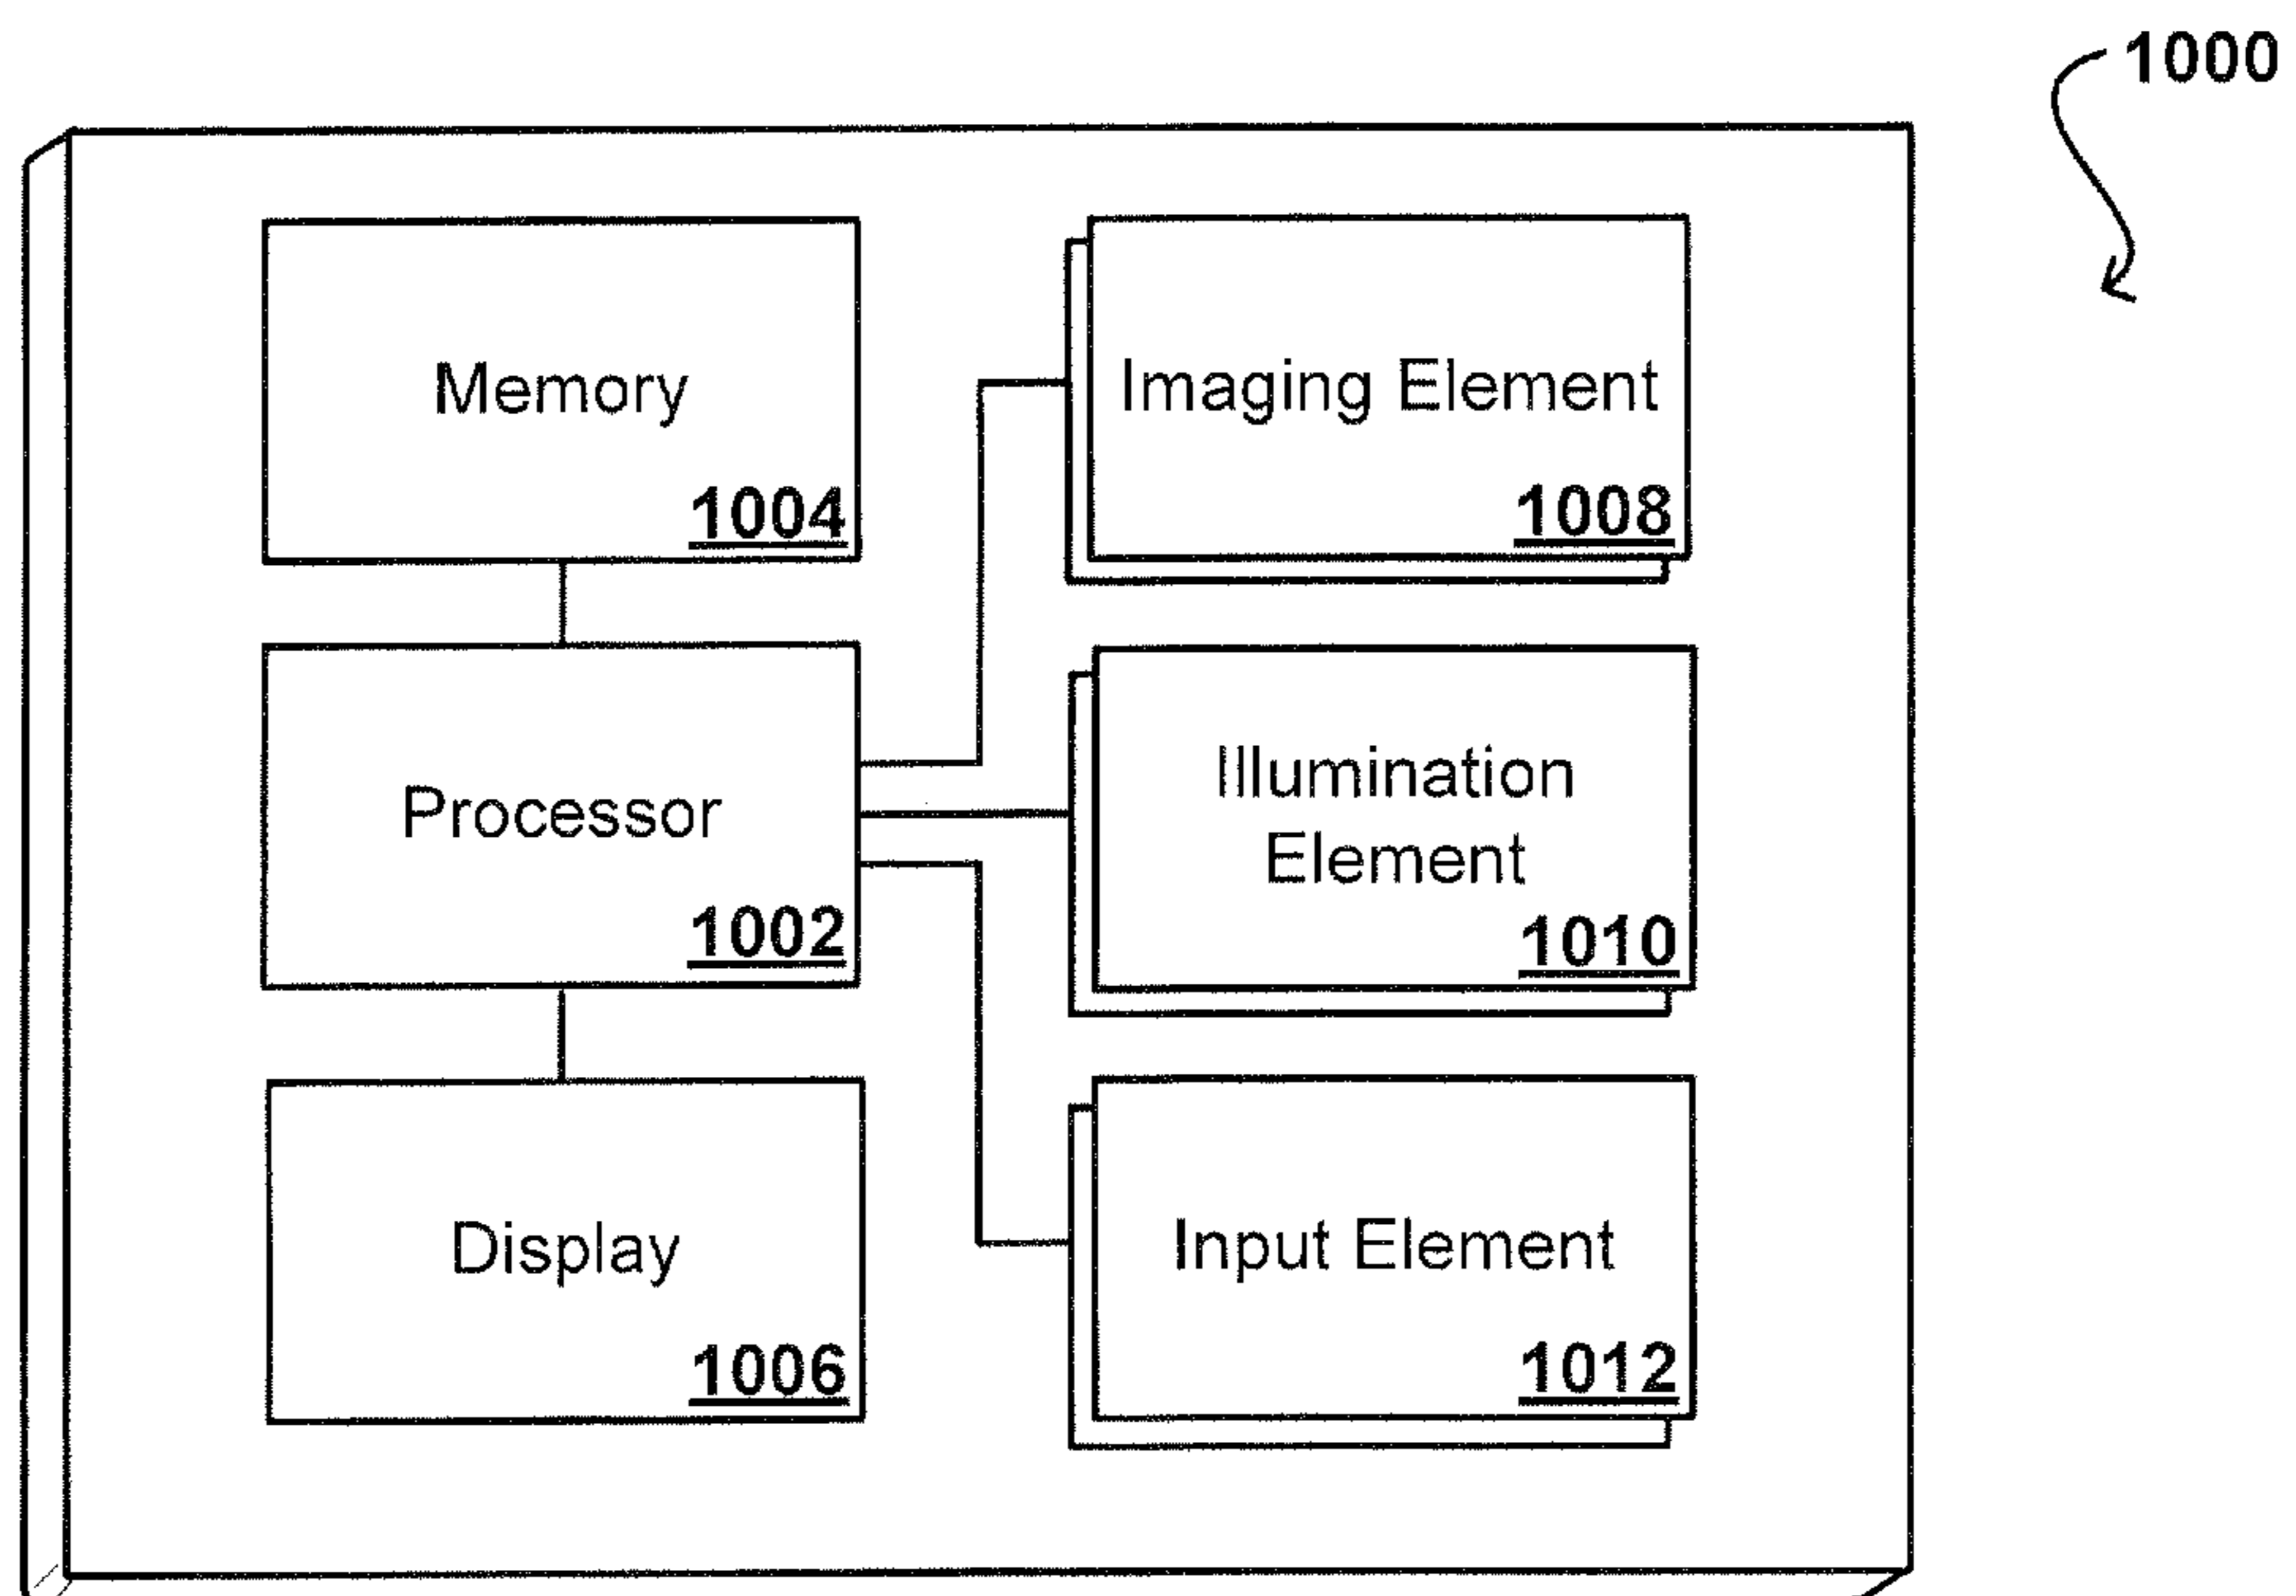 1000
Memory
1004
Imaging Element
1008
Processor
1002
Illumination
Element
1010
Display
1006
Input Element
1012